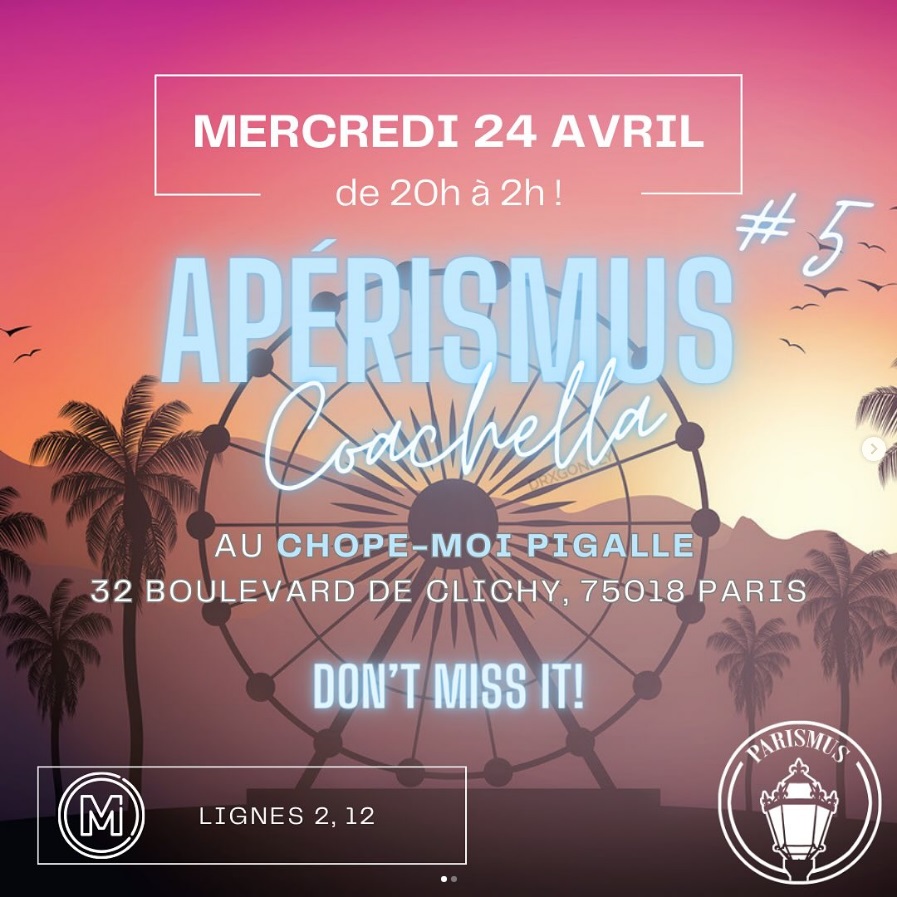 MERCREDI 24 AVRIL
de 20h à 2h !
#5
APÉRISMUS
Coachella
AU CHOPE-MOI PIGALLE
32 BOULEVARD DE CLICHY, 75018 PARIS
DON'T MISS IT!
M LIGNES 2, 12
PARISMUS